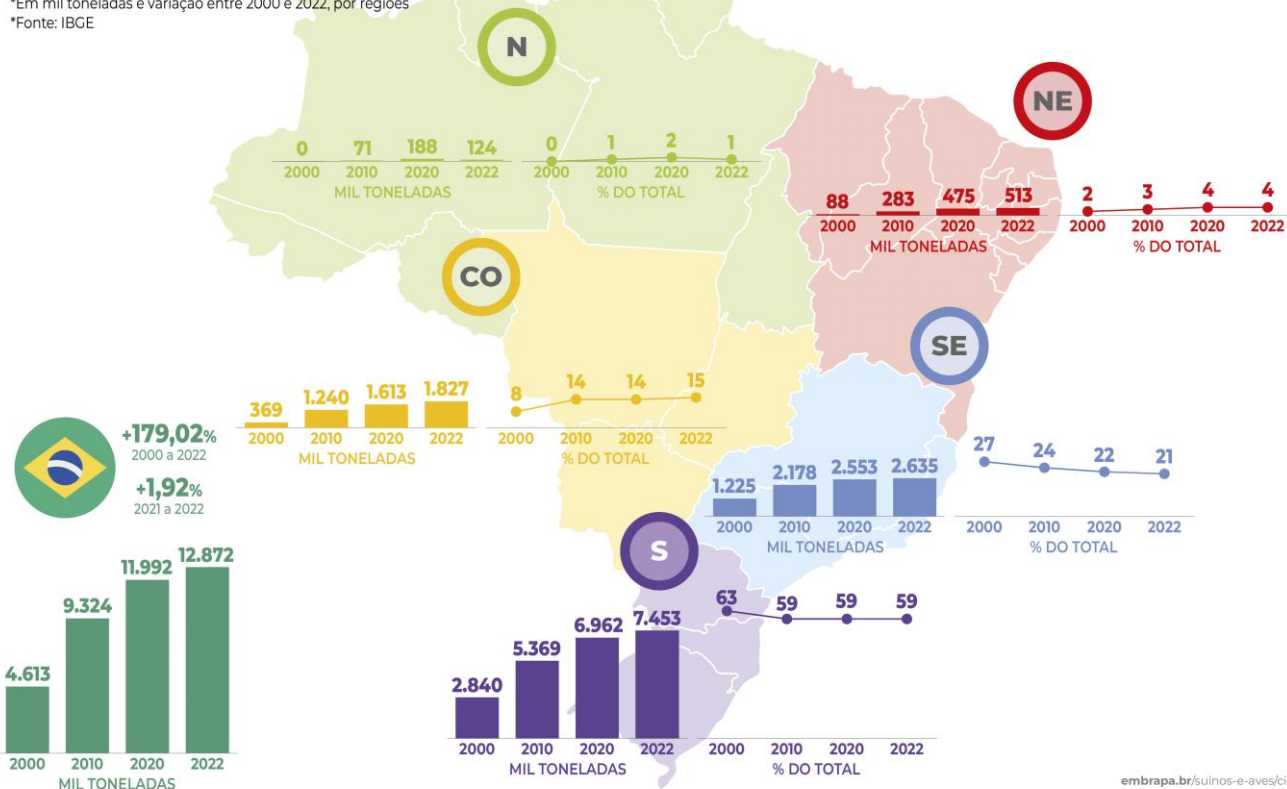 *Em mil toneladas e variação entre 2000 e 2022, por regiões
*Fonte: IBGE
N
0 71 188 124
2000 2010 2020 2022
MIL TONELADAS
0 1 2 1
2000 2010 2020 2022
% DO TOTAL
NE
88 283 475 513
2000 2010 2020 2022
MIL TONELADAS
2 3 4 4
2000 2010 2020 2022
% DO TOTAL
CO
369 1.240 1.613 1.827
2000 2010 2020 2022
MIL TONELADAS
8 14 14 15
2000 2010 2020 2022
% DO TOTAL
SE
1.225 2.178 2.553 2.635
2000 2010 2020 2022
MIL TONELADAS
27 24 22 21
2000 2010 2020 2022
% DO TOTAL
+179,02%
2000 a 2022
+1,92%
2021 a 2022
4.613 9.324 11.992 12.872
2000 2010 2020 2022
MIL TONELADAS
S
2.840 5.369 6.962 7.453
2000 2010 2020 2022
MIL TONELADAS
63 59 59 59
2000 2010 2020 2022
% DO TOTAL
embrapa.br/suinos-e-aves/ci